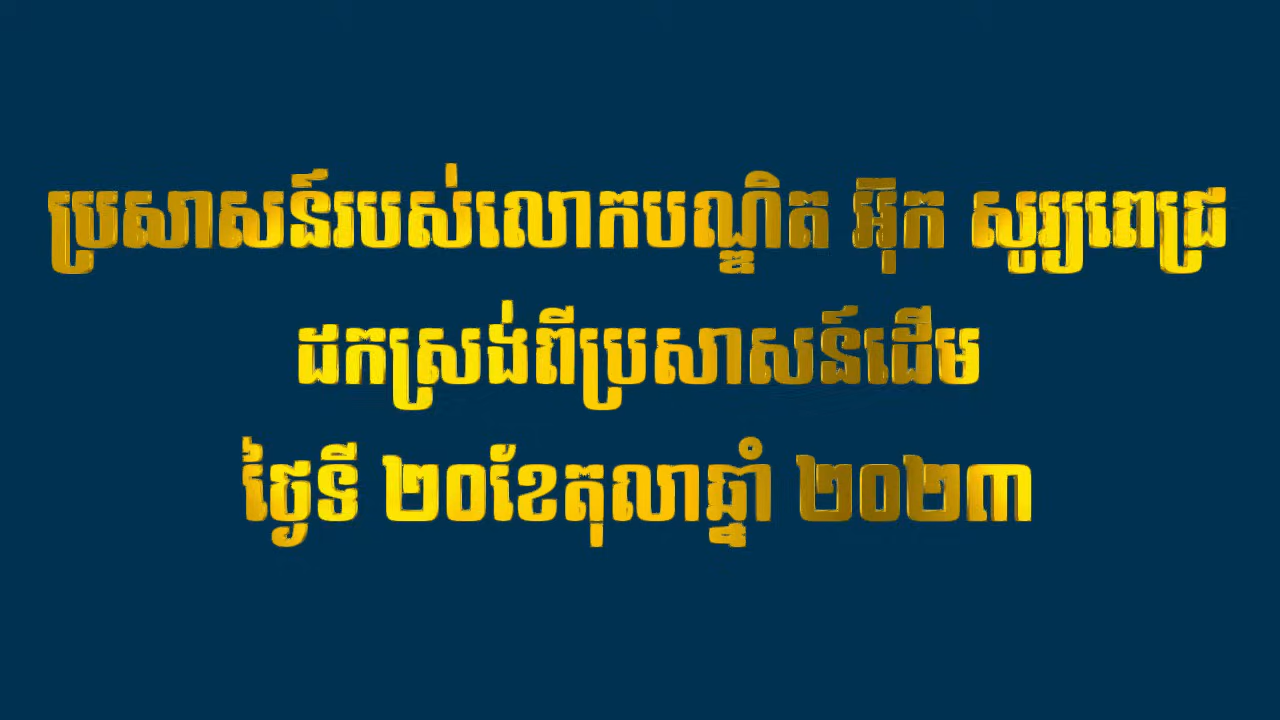 ប្រសាសន៍របស់លោកបណ្ឌិត អ៊ុក សូរ្យពេជ្រ
ដកស្រង់ពីប្រសាសន៍ដើម
ថ្ងៃទី ២០ខែតុលាឆ្នាំ ២០២៣